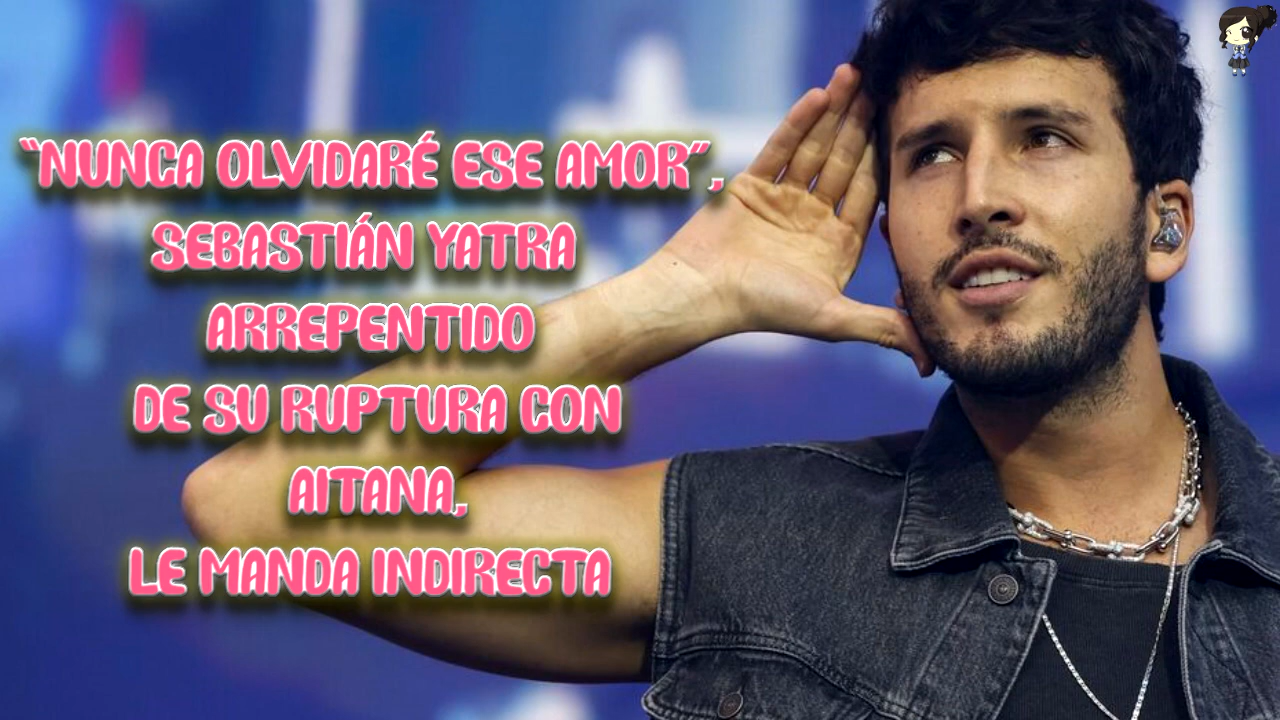 “NUNCA OLVIDARÉ ESE AMOR”,
SEBASTIÁN YATRA
ARREPENTIDO
DE SU RUPTURA CON
AITANA,
LE MANDA INDIRECTA